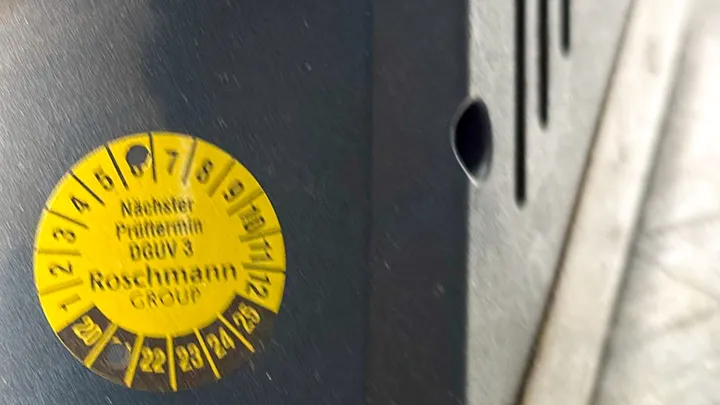 1 2 3 4 5 6 7 8 9 10 11 12
Nächster
Prüftermin
DGUV 3
Roschmann
GROUP
20 22 23 24 25